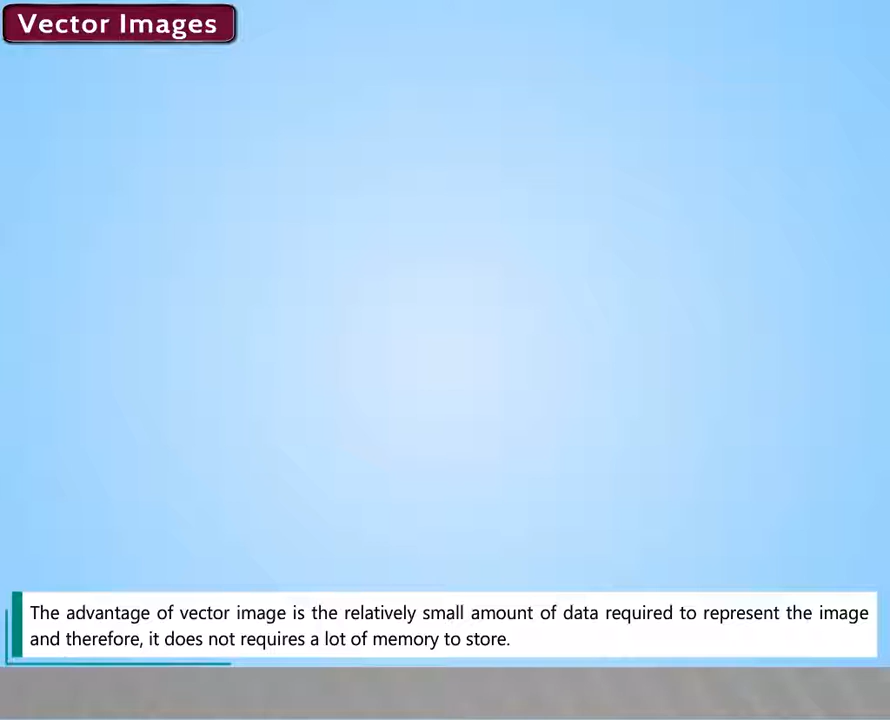 Vector Images
The advantage of vector image is the relatively small amount of data required to represent the image
and therefore, it does not requires a lot of memory to store.